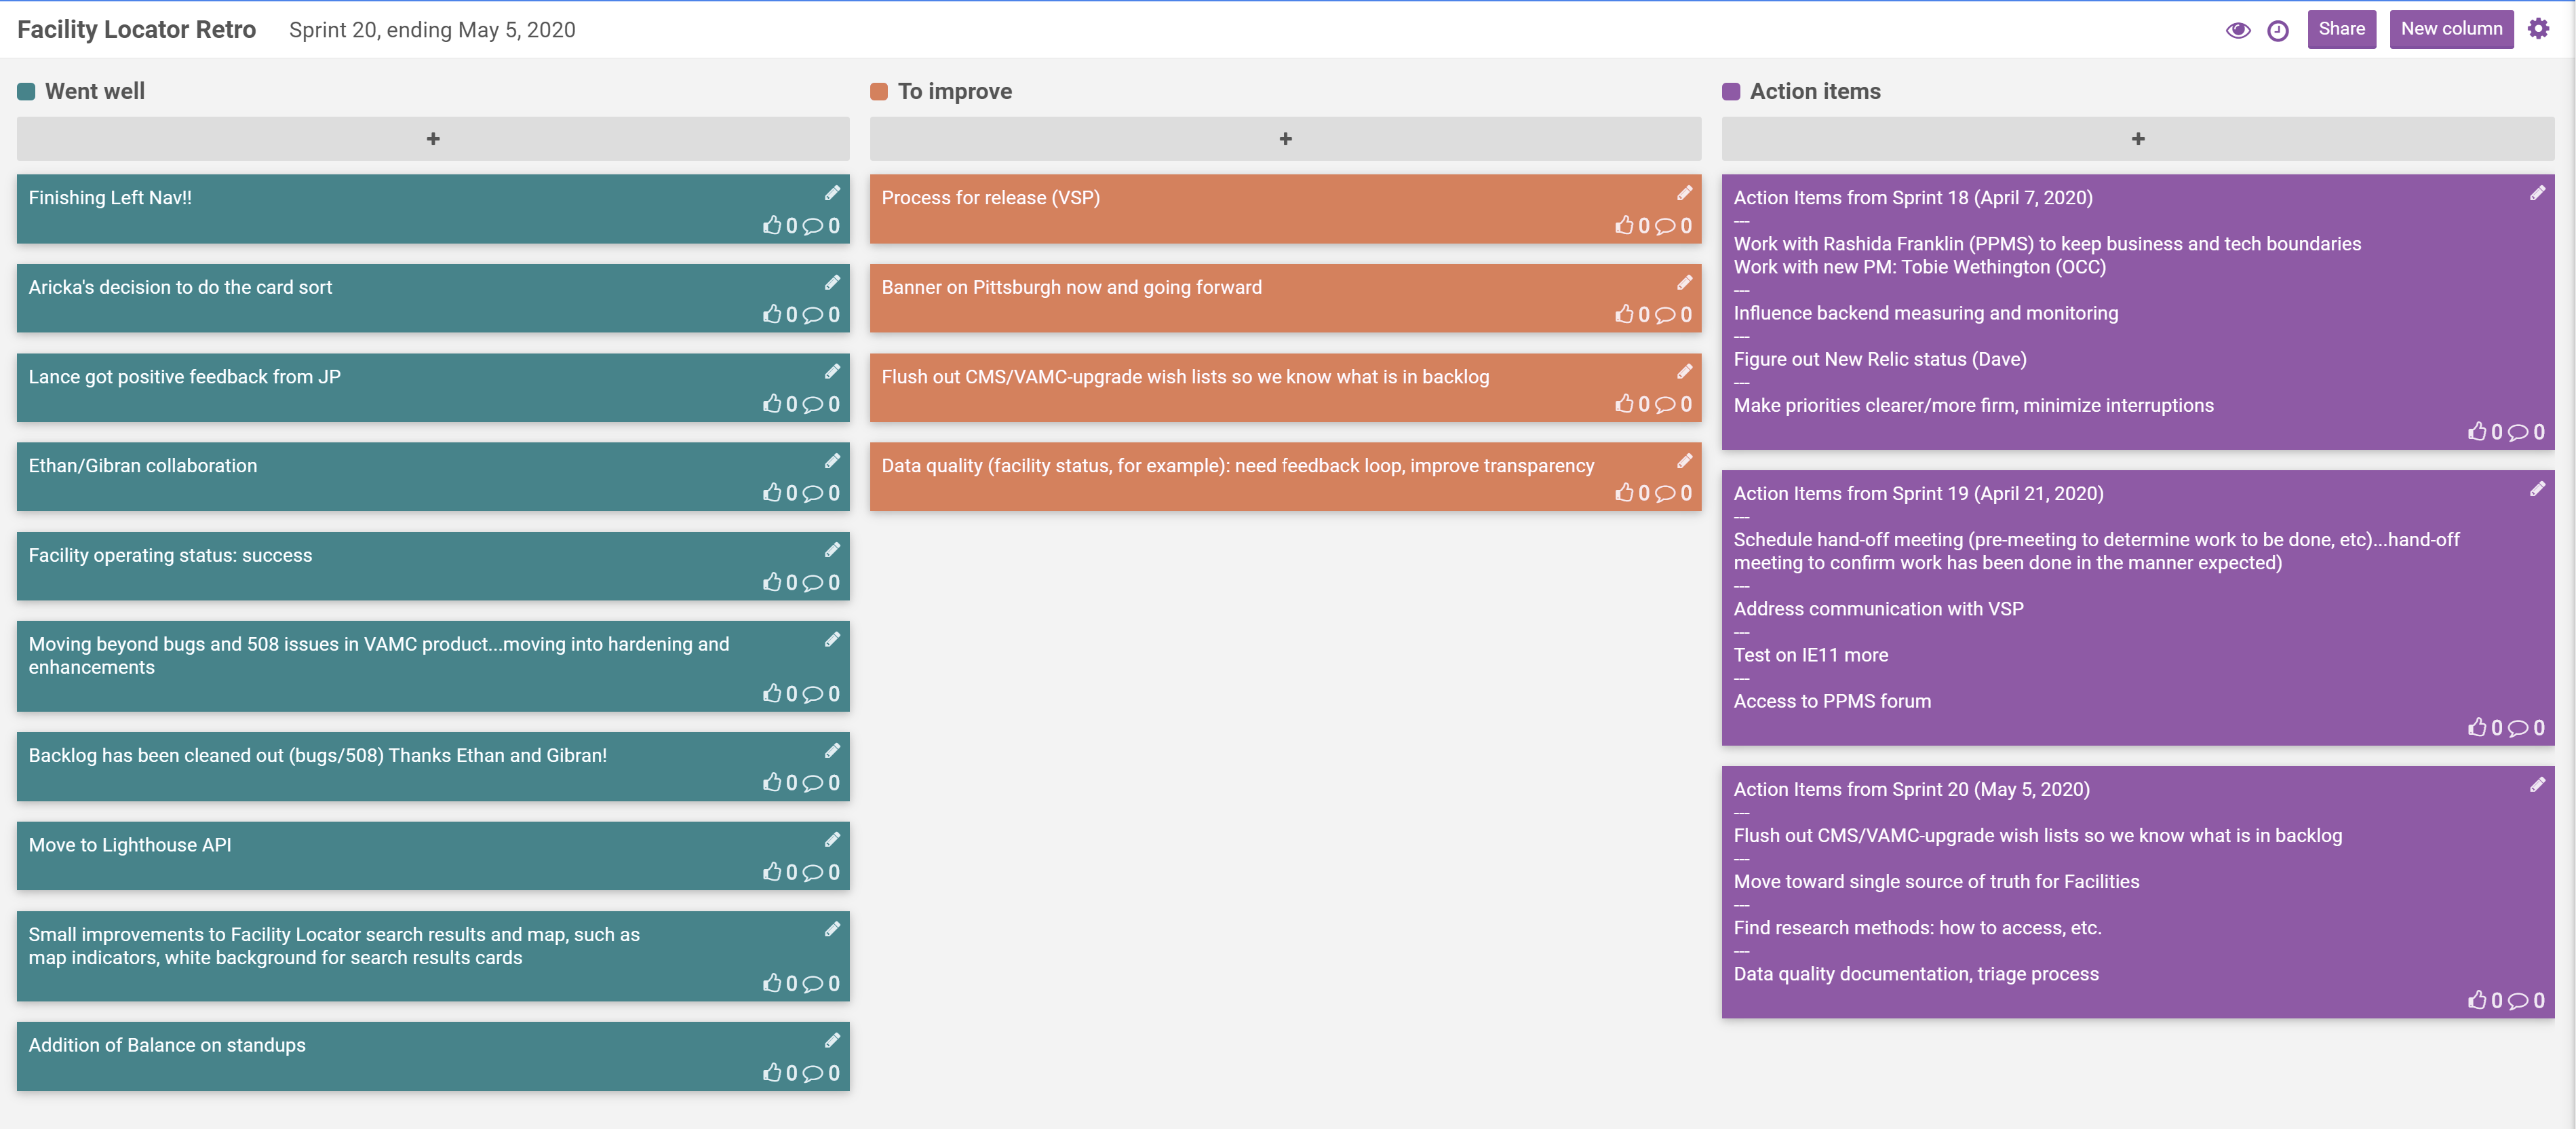 Facility Locator Retro
Sprint 20, ending May 5, 2020
Share
New column
Went well
+
Finishing Left Nav!!
0 0
Aricka's decision to do the card sort
0 0
Lance got positive feedback from JP
0 0
Ethan/Gibran collaboration
0 0
Facility operating status: success
0 0
Moving beyond bugs and 508 issues in VAMC product...moving into hardening and
enhancements
0 0
Backlog has been cleaned out (bugs/508) Thanks Ethan and Gibran!
0 0
Move to Lighthouse API
0 0
Small improvements to Facility Locator search results and map, such as
map indicators, white background for search results cards
0 0
Addition of Balance on standups
0 0
To improve
+
Process for release (VSP)
0 0
Banner on Pittsburgh now and going forward
0 0
Flush out CMS/VAMC-upgrade wish lists so we know what is in backlog
0 0
Data quality (facility status, for example): need feedback loop, improve transparency
0 0
Action items
+
Action Items from Sprint 18 (April 7, 2020)
---
Work with Rashida Franklin (PPMS) to keep business and tech boundaries
Work with new PM: Tobie Wethington (OCC)
---
Influence backend measuring and monitoring
---
Figure out New Relic status (Dave)
---
Make priorities clearer/more firm, minimize interruptions
0 0
Action Items from Sprint 19 (April 21, 2020)
---
Schedule hand-off meeting (pre-meeting to determine work to be done, etc)...hand-off
meeting to confirm work has been done in the manner expected)
---
Address communication with VSP
---
Test on IE11 more
---
Access to PPMS forum
0 0
Action Items from Sprint 20 (May 5, 2020)
---
Flush out CMS/VAMC-upgrade wish lists so we know what is in backlog
---
Move toward single source of truth for Facilities
---
Find research methods: how to access, etc.
---
Data quality documentation, triage process
0 0